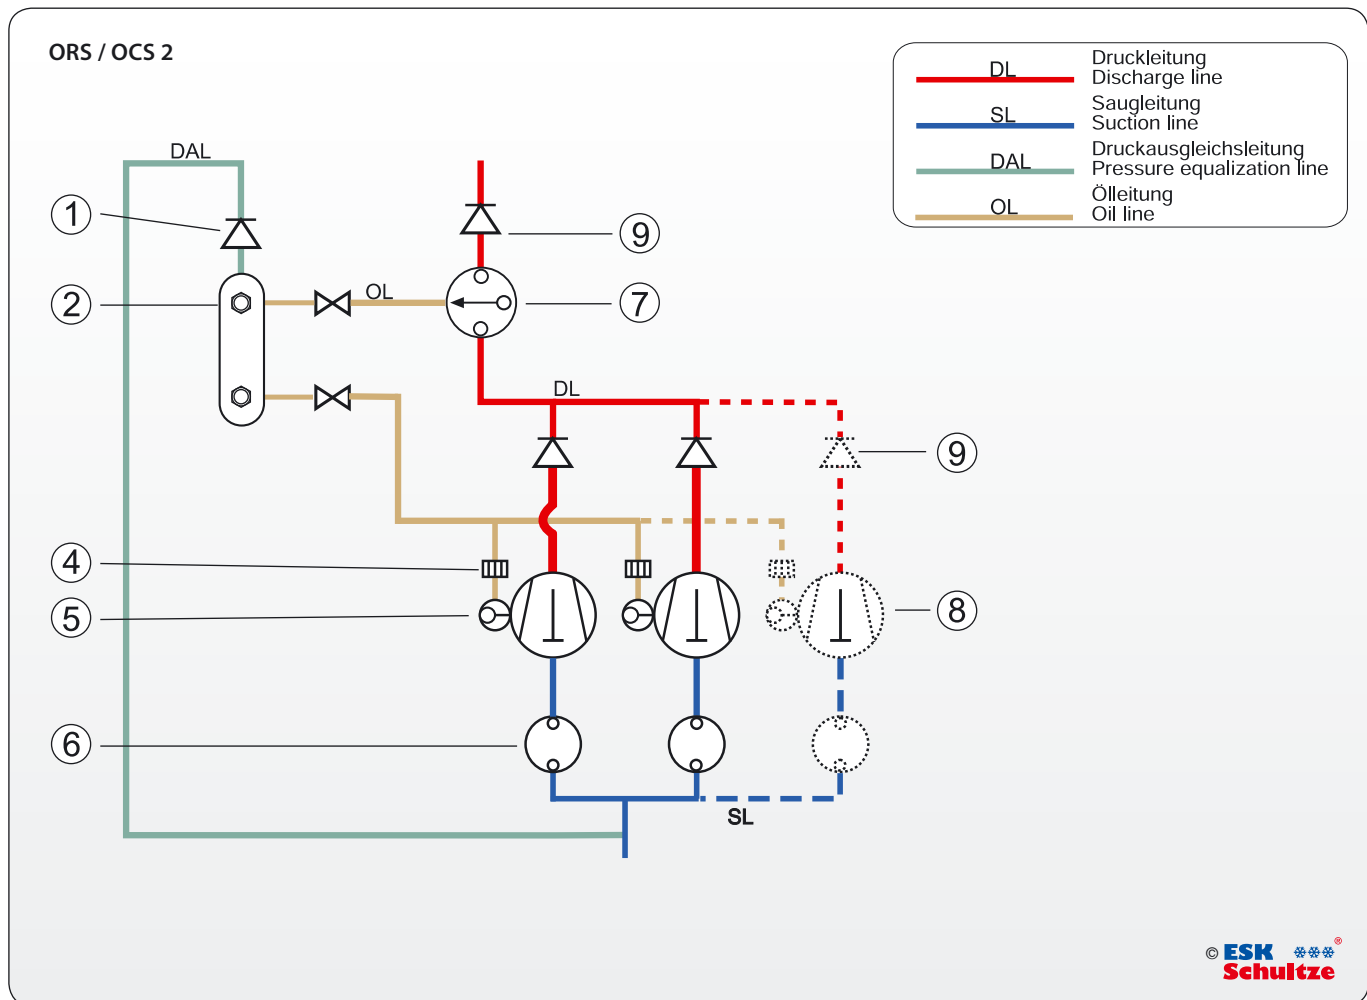 ORS / OCS 2
DL
Druckleitung
Discharge line
SL
Saugleitung
Suction line
DAL
Druckausgleichsleitung
Pressure equalization line
OL
Ölleitung
Oil line
DAL
1
9
2
OL
7
DL
9
4
5
8
6
SL
© ESK ®
Schultze